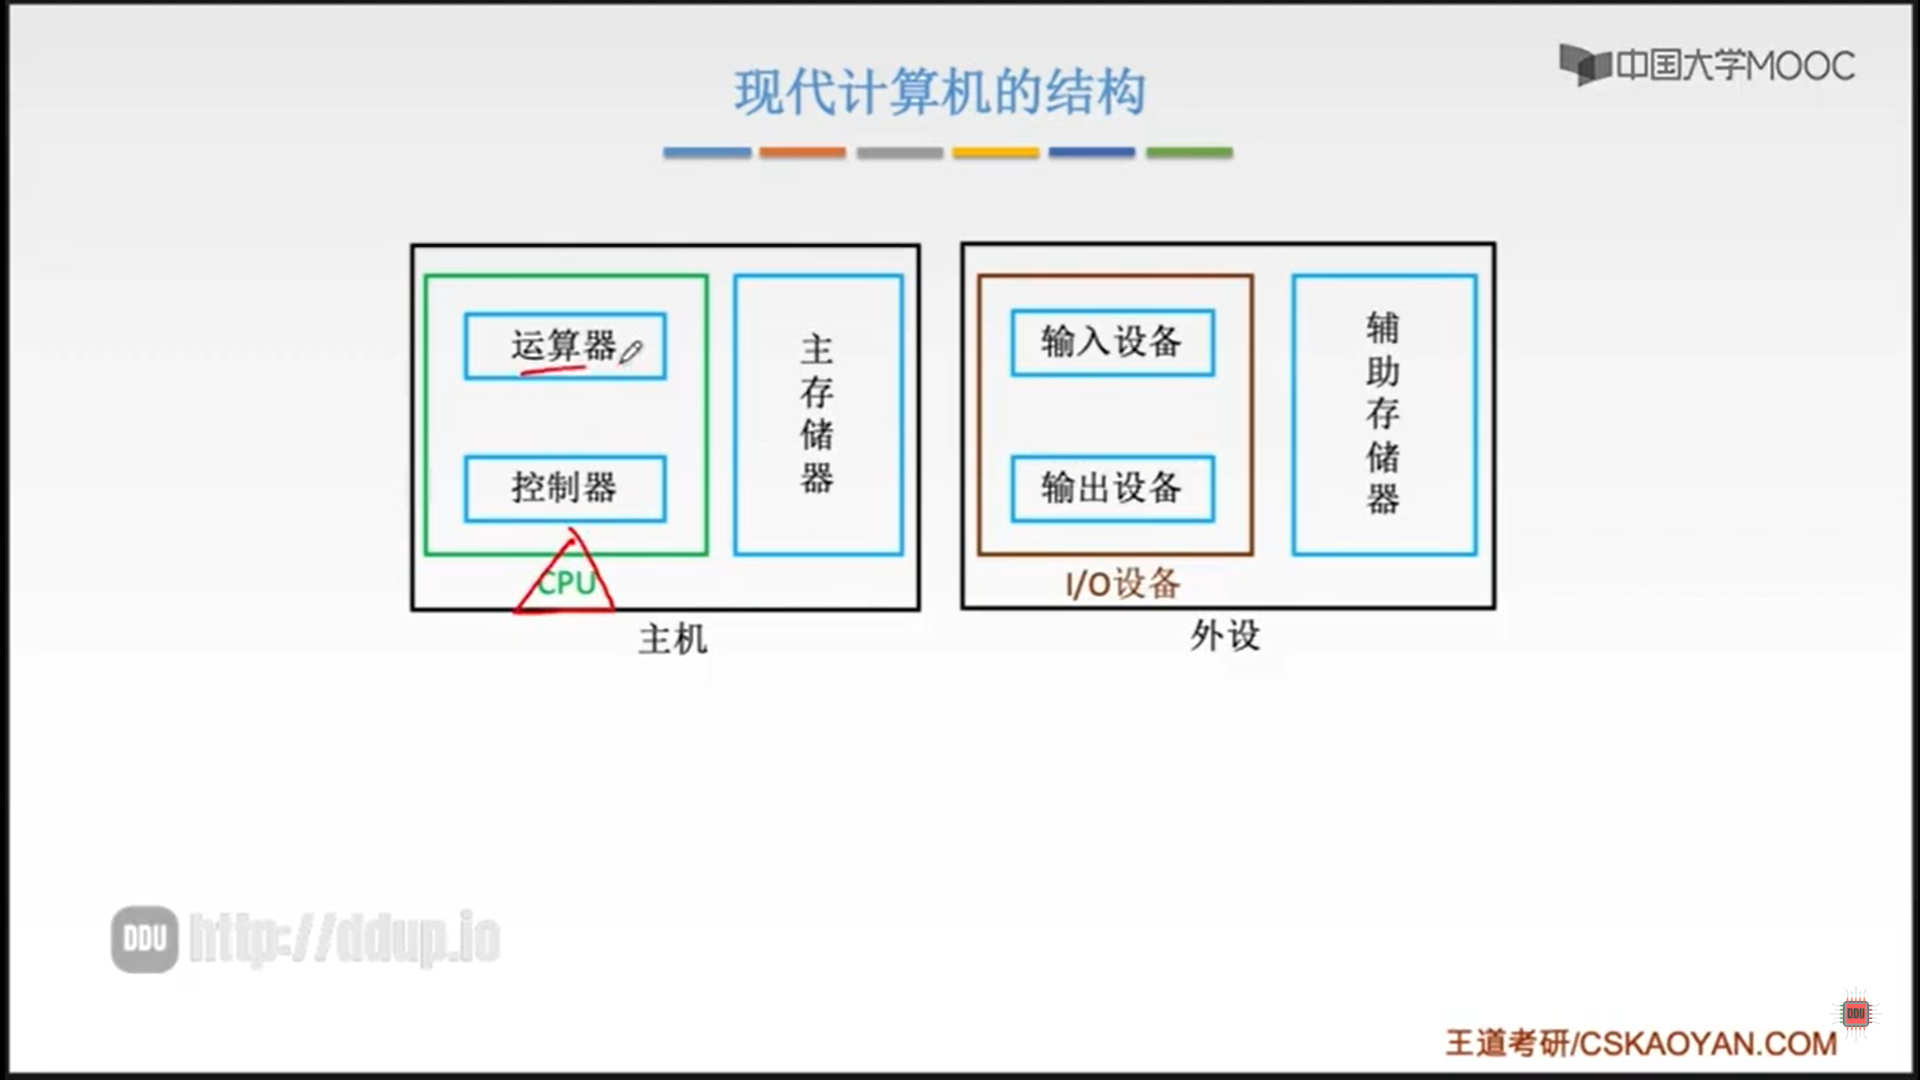 中国大学MOOC
现代计算机的结构
运算器
控制器
CPU
主存储器
主机
输入设备
输出设备
I/O设备
辅助存储器
外设
DDU http://ddup.io
DDU
王道考研/CSKAOYAN.COM